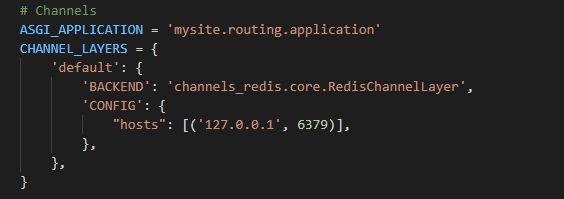 # Channels
ASGI_APPLICATION = 'mysite.routing.application'
CHANNEL_LAYERS = {
    'default': {
        'BACKEND': 'channels_redis.core.RedisChannelLayer',
        'CONFIG': {
            "hosts": [('127.0.0.1', 6379)],
        },
    },
}